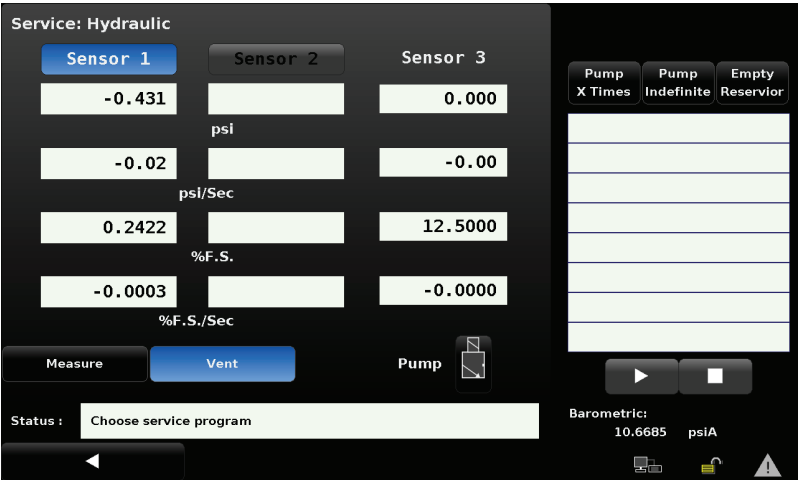 Service: Hydraulic
Sensor 1 Sensor 2 Sensor 3
-0.431 0.000
psi
-0.02 -0.00
psi/Sec
0.2422 12.5000
%F.S.
-0.0003 -0.0000
%F.S./Sec
Measure Vent Pump
Status : Choose service program
Pump
X Times
Pump
Indefinite
Empty
Reservior
Barometric:
10.6685 psiA